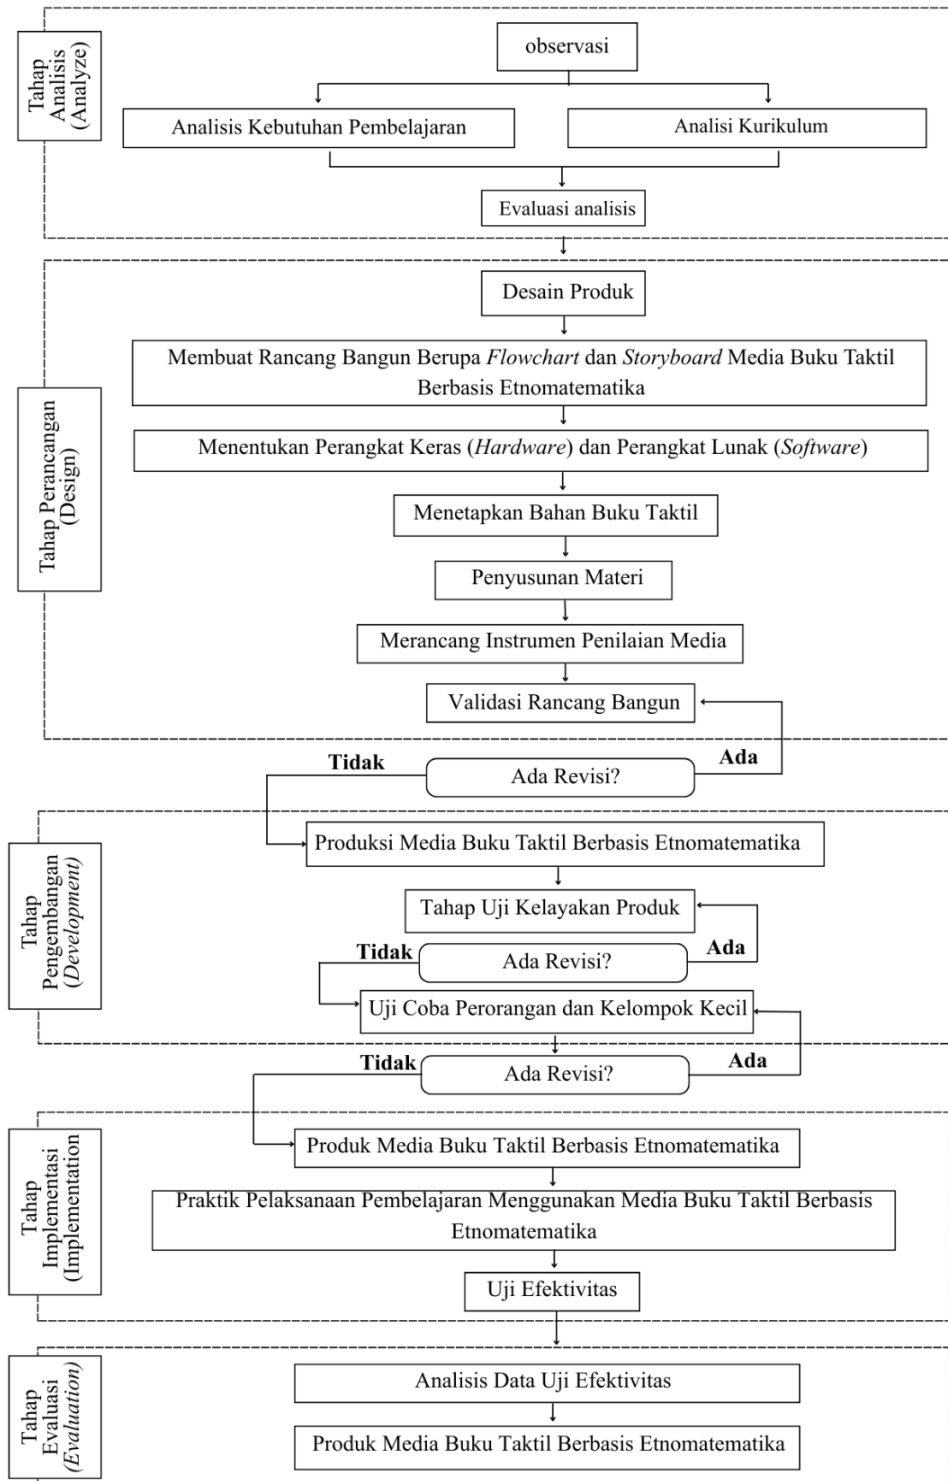 Tahap
Analisis
(Analyze)
observasi
Analisis Kebutuhan Pembelajaran
Analisi Kurikulum
Evaluasi analisis
Tahap Perancangan
(Design)
Desain Produk
Membuat Rancang Bangun Berupa Flowchart dan Storyboard Media Buku Taktil
Berbasis Etnomatematika
Menentukan Perangkat Keras (Hardware) dan Perangkat Lunak (Software)
Menetapkan Bahan Buku Taktil
Penyusunan Materi
Merancang Instrumen Penilaian Media
Validasi Rancang Bangun
Tidak
Ada Revisi?
Ada
Tahap
Pengembangan
(Development)
Produksi Media Buku Taktil Berbasis Etnomatematika
Tahap Uji Kelayakan Produk
Tidak
Ada Revisi?
Ada
Uji Coba Perorangan dan Kelompok Kecil
Tidak
Ada Revisi?
Ada
Tahap
Implementasi
(Implementation)
Produk Media Buku Taktil Berbasis Etnomatematika
Praktik Pelaksanaan Pembelajaran Menggunakan Media Buku Taktil Berbasis
Etnomatematika
Uji Efektivitas
Tahap
Evaluasi
(Evaluation)
Analisis Data Uji Efektivitas
Produk Media Buku Taktil Berbasis Etnomatematika